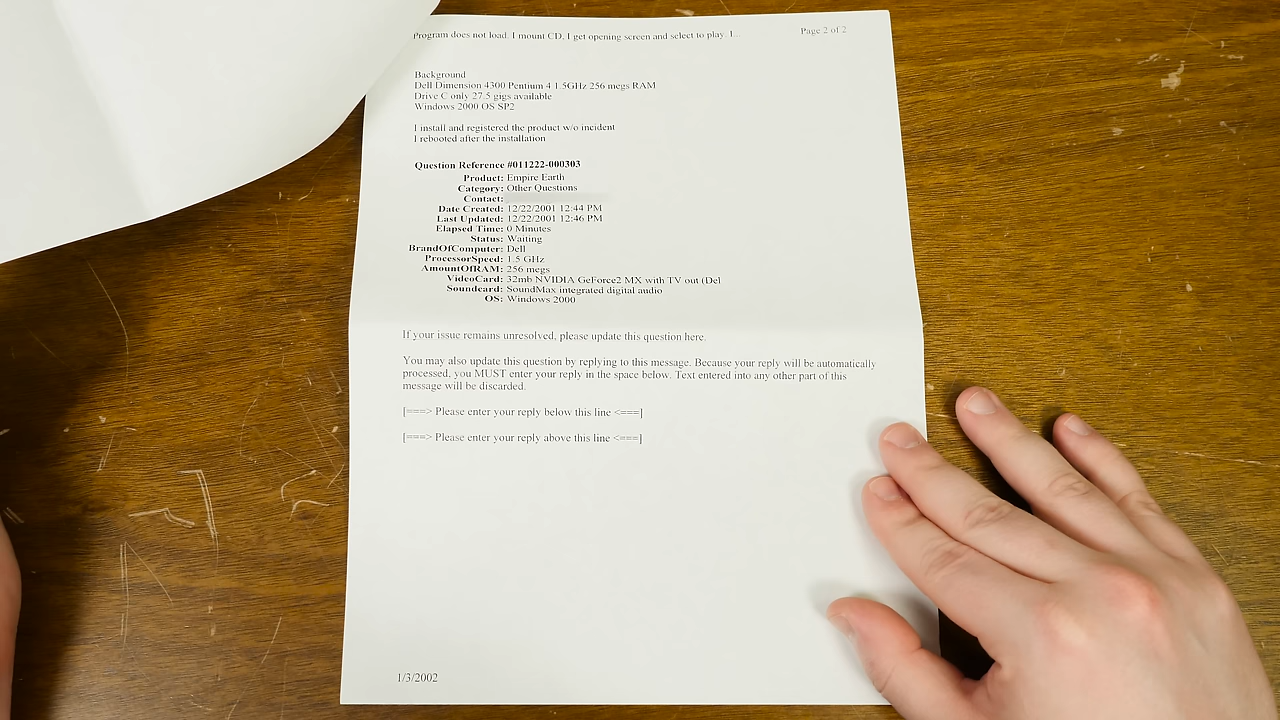 Program does not load. I mount CD, I get opening screen and select to play. I... Page 2 of 2
Background
Dell Dimension 4300 Pentium 4 1.5GHz 256 megs RAM
Drive C only 27.5 gigs available
Windows 2000 OS SP2
I install and registered the product w/o incident
I rebooted after the installation
Question Reference #011222-000303
Product: Empire Earth
Category: Other Questions
Contact:
Date Created: 12/22/2001 12:44 PM
Last Updated: 12/22/2001 12:46 PM
Elapsed Time: 0 Minutes
Status: Waiting
BrandOfComputer: Dell
ProcessorSpeed: 1.5 GHz
AmountOfRAM: 256 megs
VideoCard: 32mb NVIDIA GeForce2 MX with TV out (Del
Soundcard: SoundMax integrated digital audio
OS: Windows 2000
If your issue remains unresolved, please update this question here.
You may also update this question by replying to this message. Because your reply will be automatically
processed, you MUST enter your reply in the space below. Text entered into any other part of this
message will be discarded.
[===> Please enter your reply below this line <===]
[===> Please enter your reply above this line <===]
1/3/2002